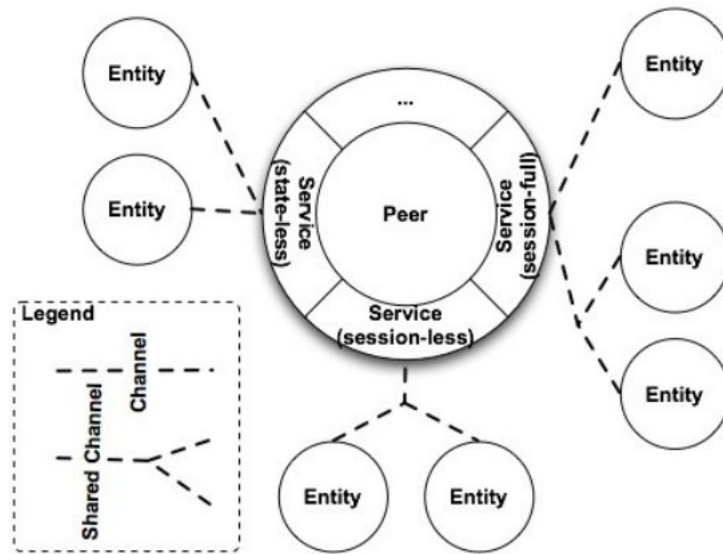 Entity
Entity
...
Entity
Service
(state-less)
Peer
Service
(session-full)
Entity
Entity
Service
(session-less)
Entity
Legend
Channel
Shared Channel
Entity
Entity